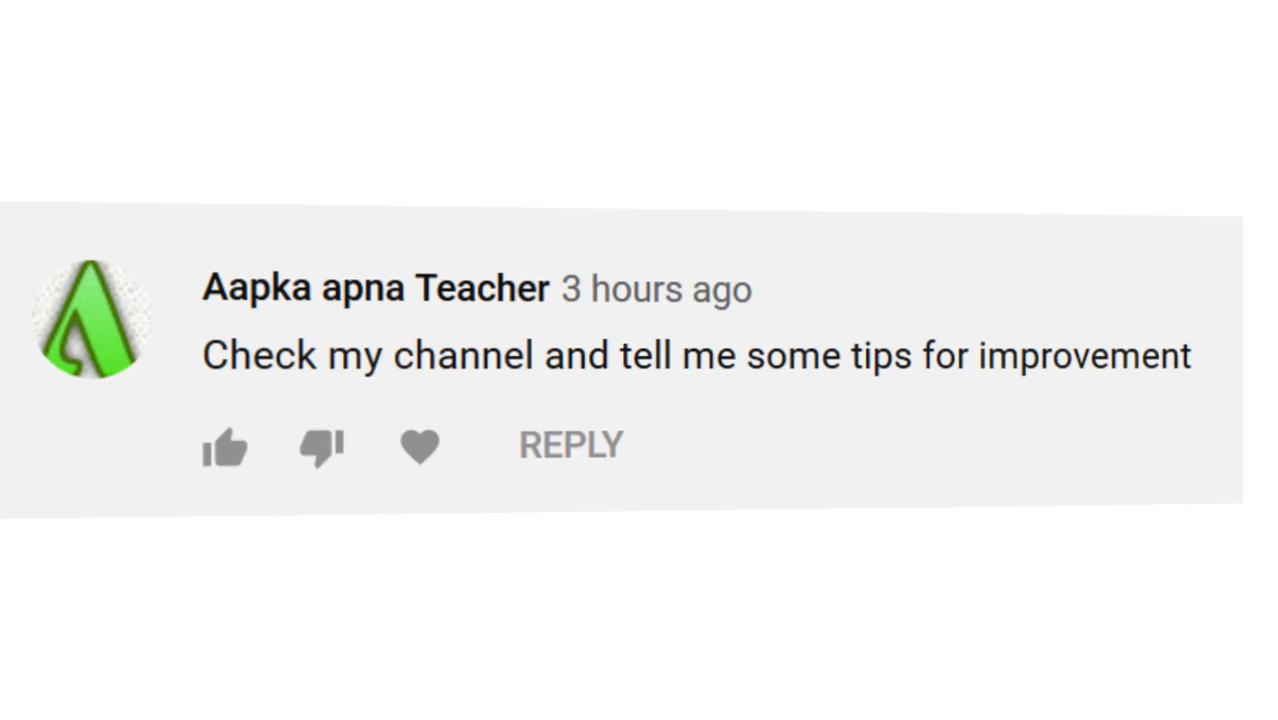 Aapka apna Teacher 3 hours ago
Check my channel and tell me some tips for improvement
REPLY